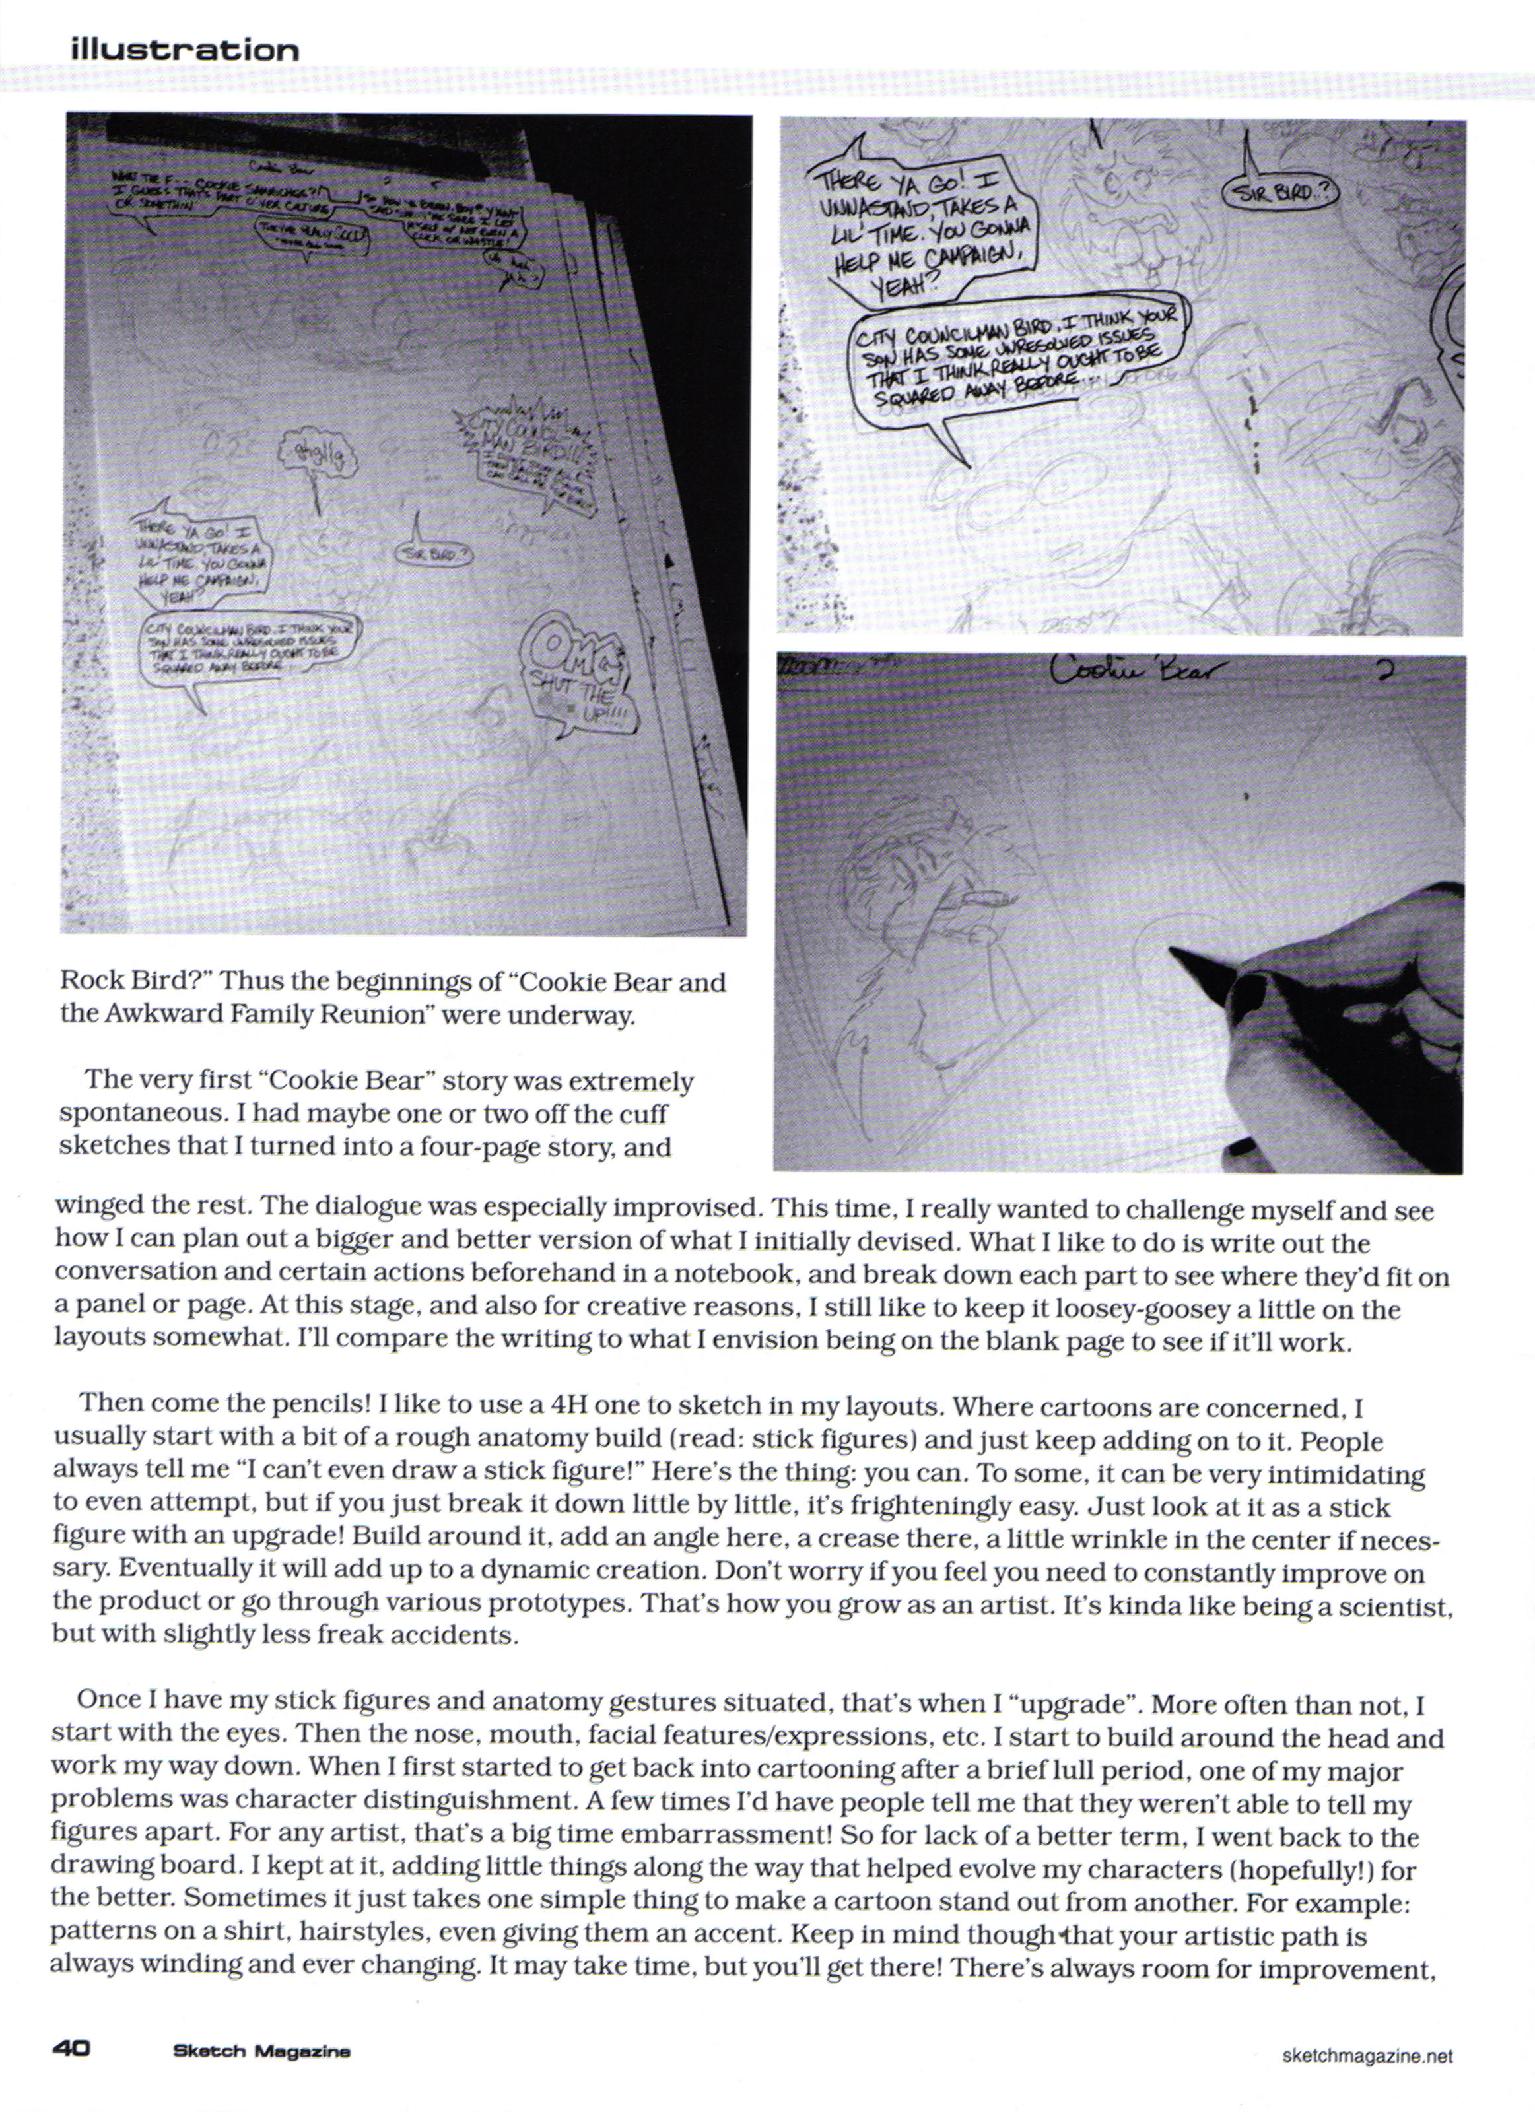 illustration
Cookie Bear
WHAT THE F--- COOKIE SANDWICHES?!
I GUESS THAT'S PART O' YER CULTURE
OR SOMETHIN'
THEY'RE REALLY GOOD!
ghgllg
CITY COUNCIL-
MAN BIRD!!!
THERE YA GO! I
UNNASTAND, TAKES A
LIL' TIME. YOU GONNA
HELP ME CAMPAIGN,
YEAH?
SIR BIRD..?
CITY COUNCILMAN BIRD, I THINK YOUR
SON HAS SOME UNRESOLVED ISSUES
THAT I THINK REALLY OUGHT TO BE
SQUARED AWAY BEFORE...
OMG!
SHUT THE
UP!!!!
THERE YA GO! I
UNNASTAND, TAKES A
LIL' TIME. YOU GONNA
HELP ME CAMPAIGN,
YEAH?
SIR BIRD..?
CITY COUNCILMAN BIRD, I THINK YOUR
SON HAS SOME UNRESOLVED ISSUES
THAT I THINK REALLY OUGHT TO BE
SQUARED AWAY BEFORE...
Cookie Bear 2
Rock Bird?” Thus the beginnings of “Cookie Bear and
the Awkward Family Reunion” were underway.
The very first “Cookie Bear” story was extremely
spontaneous. I had maybe one or two off the cuff
sketches that I turned into a four-page story, and
winged the rest. The dialogue was especially improvised. This time, I really wanted to challenge myself and see
how I can plan out a bigger and better version of what I initially devised. What I like to do is write out the
conversation and certain actions beforehand in a notebook, and break down each part to see where they’d fit on
a panel or page. At this stage, and also for creative reasons, I still like to keep it loosey-goosey a little on the
layouts somewhat. I’ll compare the writing to what I envision being on the blank page to see if it’ll work.
Then come the pencils! I like to use a 4H one to sketch in my layouts. Where cartoons are concerned, I
usually start with a bit of a rough anatomy build (read: stick figures) and just keep adding on to it. People
always tell me “I can’t even draw a stick figure!” Here’s the thing: you can. To some, it can be very intimidating
to even attempt, but if you just break it down little by little, it’s frighteningly easy. Just look at it as a stick
figure with an upgrade! Build around it, add an angle here, a crease there, a little wrinkle in the center if neces-
sary. Eventually it will add up to a dynamic creation. Don’t worry if you feel you need to constantly improve on
the product or go through various prototypes. That’s how you grow as an artist. It’s kinda like being a scientist,
but with slightly less freak accidents.
Once I have my stick figures and anatomy gestures situated, that’s when I “upgrade”. More often than not, I
start with the eyes. Then the nose, mouth, facial features/expressions, etc. I start to build around the head and
work my way down. When I first started to get back into cartooning after a brief lull period, one of my major
problems was character distinguishment. A few times I’d have people tell me that they weren’t able to tell my
figures apart. For any artist, that’s a big time embarrassment! So for lack of a better term, I went back to the
drawing board. I kept at it, adding little things along the way that helped evolve my characters (hopefully!) for
the better. Sometimes it just takes one simple thing to make a cartoon stand out from another. For example:
patterns on a shirt, hairstyles, even giving them an accent. Keep in mind though that your artistic path is
always winding and ever changing. It may take time, but you’ll get there! There’s always room for improvement,
40 Sketch Magazine sketchmagazine.net